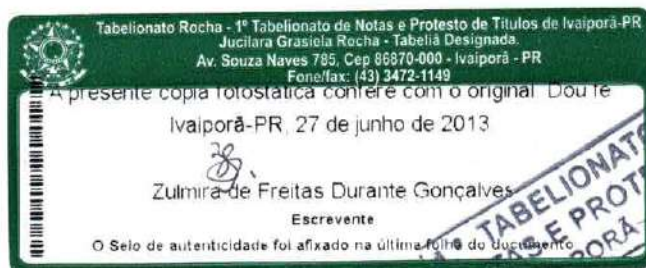 Tabelionato Rocha - 1º Tabelionato de Notas e Protesto de Títulos de Ivaiporã-PR
Jucilara Grasiela Rocha - Tabeliã Designada.
Av. Souza Naves 785, Cep 86870-000 - Ivaiporã - PR
Fone/fax: (43) 3472-1149
A presente cópia fotostática confere com o original. Dou fé
Ivaiporã-PR, 27 de junho de 2013
Zulmira de Freitas Durante Gonçalves
Escrevente
O Selo de autenticidade foi afixado na última folha do documento
TABELIONATO
TAS E PROTE
PORÃ